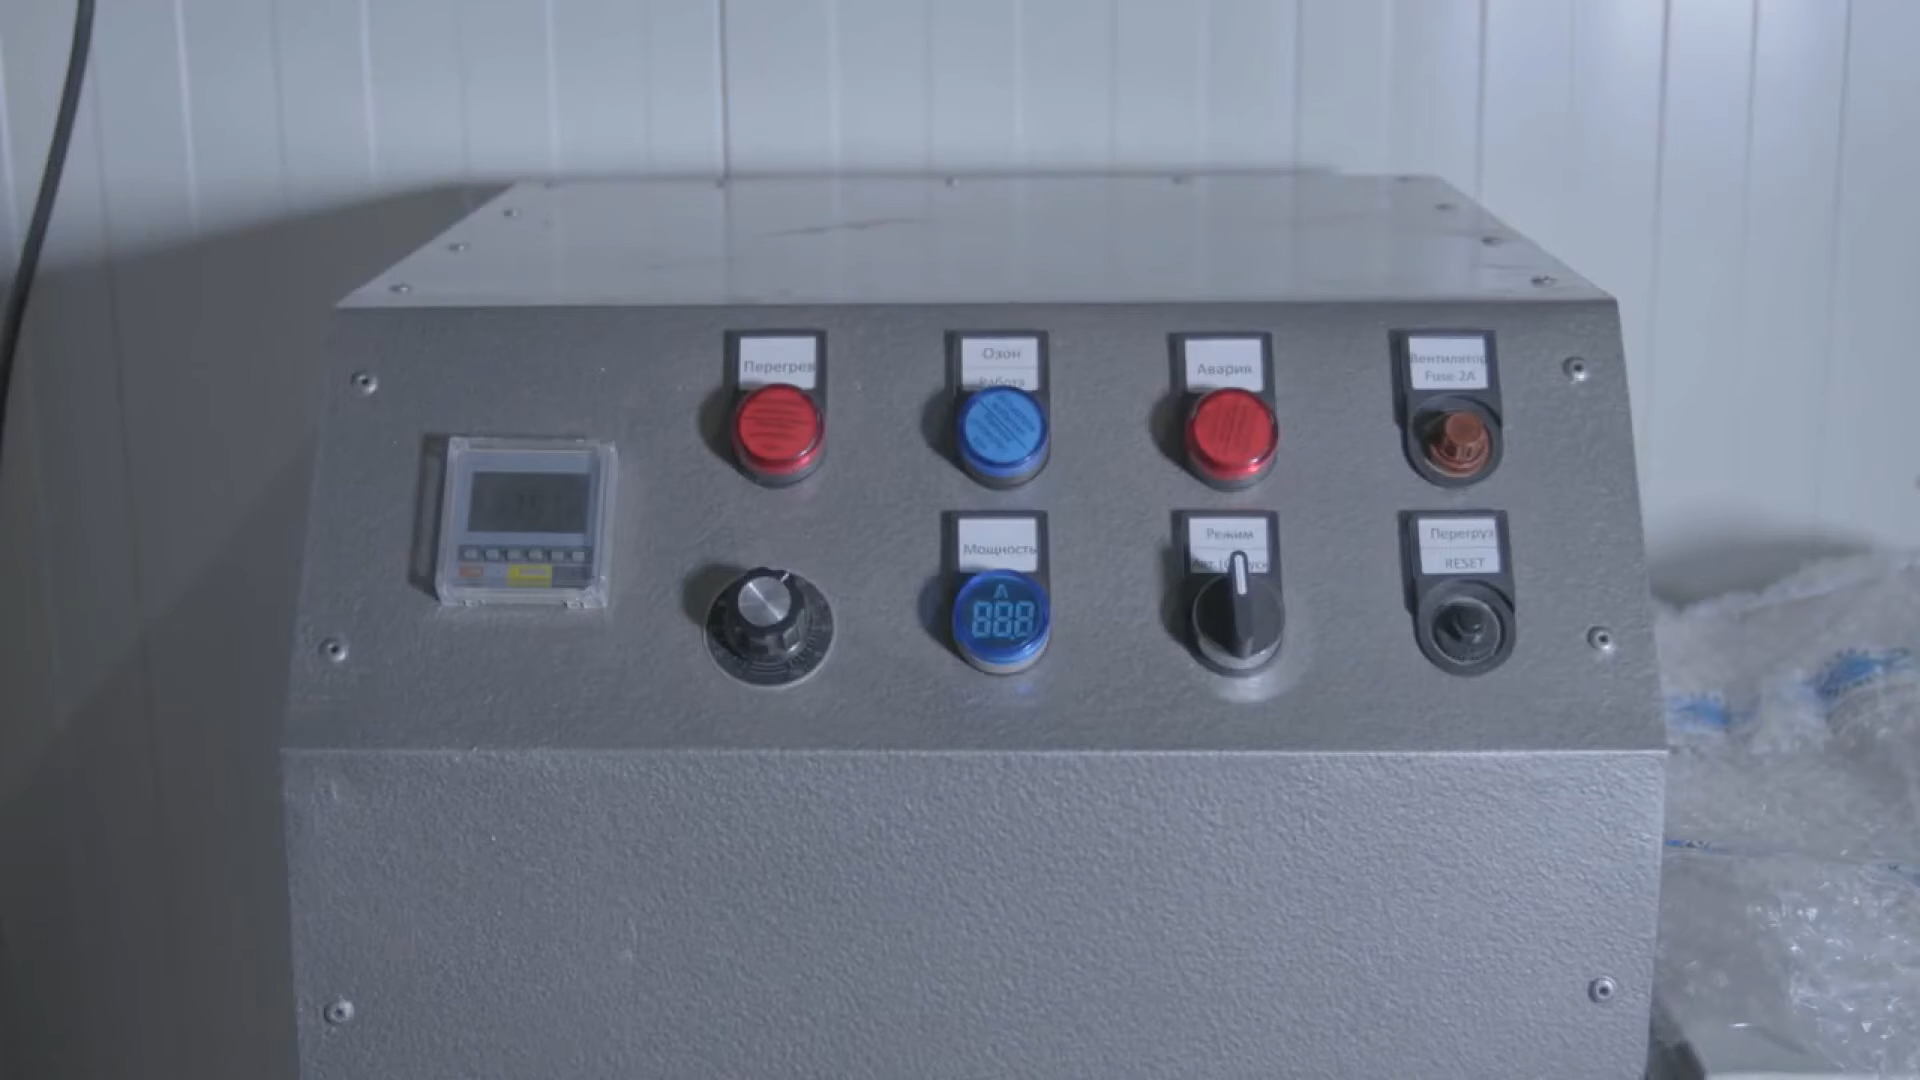 Перегрев
Озон
Работа
Авария
Вентилятор
Fuse 2A
Мощность
A
888
Режим
Перегруз
RESET